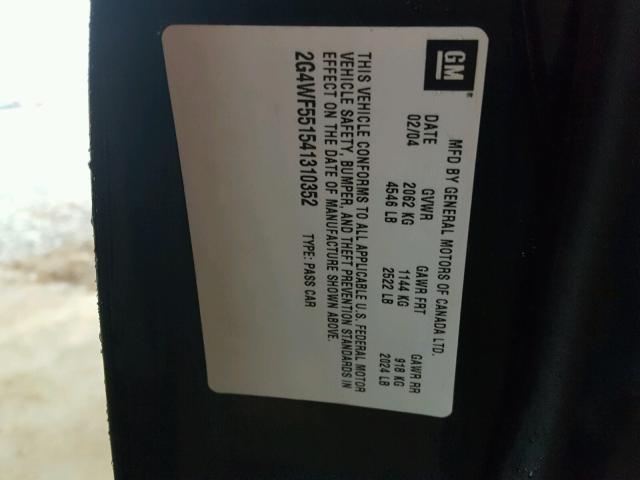 GM
MFD BY GENERAL MOTORS OF CANADA LTD.
DATE GVWR GAWR FRT GAWR RR
02/04 2062 KG 1144 KG 918 KG
4546 LB 2522 LB 2024 LB
THIS VEHICLE CONFORMS TO ALL APPLICABLE U.S. FEDERAL MOTOR
VEHICLE SAFETY, BUMPER, AND THEFT PREVENTION STANDARDS IN
EFFECT ON THE DATE OF MANUFACTURE SHOWN ABOVE.
2G4WF551541310352 TYPE: PASS CAR